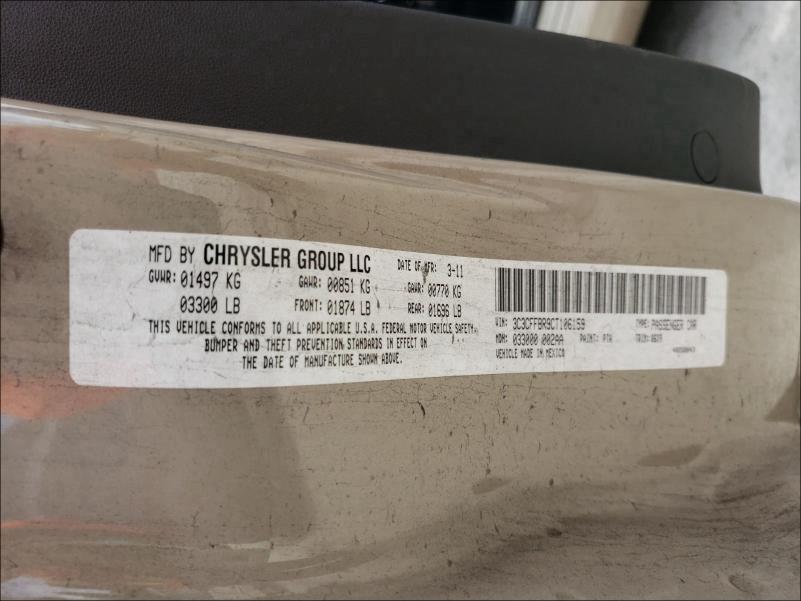 MFD BY CHRYSLER GROUP LLC DATE OF MFR: 3-11
GVWR: 01497 KG GAWR: 00851 KG GAWR: 00770 KG
03300 LB FRONT: 01874 LB REAR: 01696 LB
THIS VEHICLE CONFORMS TO ALL APPLICABLE U.S.A. FEDERAL MOTOR VEHICLE SAFETY,
BUMPER AND THEFT PREVENTION STANDARDS IN EFFECT ON
THE DATE OF MANUFACTURE SHOWN ABOVE.
VIN: 3C3CFFBR9CT106159 TYPE: PASSENGER CAR
MDH: 033000 002AA PAINT: PTA TRIM:
VEHICLE MADE IN MEXICO